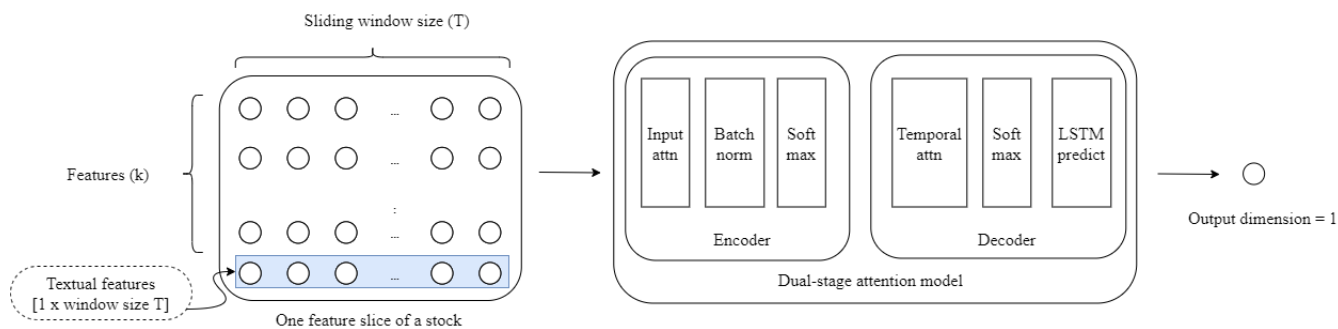 Sliding window size (T)
Features (k)
...
...
:
...
...
Textual features
[1 x window size T]
One feature slice of a stock
Input
attn
Batch
norm
Soft
max
Encoder
Temporal
attn
Soft
max
LSTM
predict
Decoder
Dual-stage attention model
Output dimension = 1